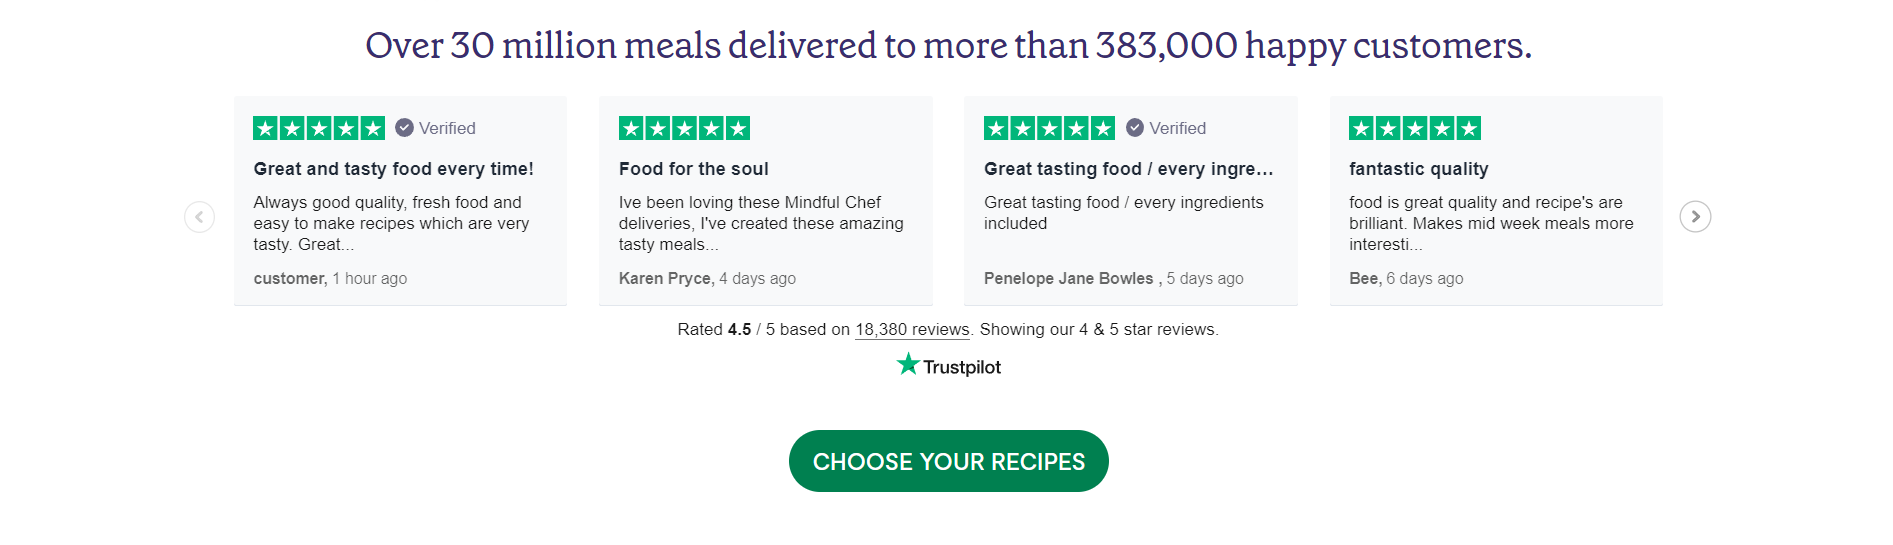 Over 30 million meals delivered to more than 383,000 happy customers.
Verified
Great and tasty food every time!
Always good quality, fresh food and
easy to make recipes which are very
tasty. Great...
customer, 1 hour ago
Food for the soul
Ive been loving these Mindful Chef
deliveries, I've created these amazing
tasty meals...
Karen Pryce, 4 days ago
Verified
Great tasting food / every ingre...
Great tasting food / every ingredients
included
Penelope Jane Bowles , 5 days ago
fantastic quality
food is great quality and recipe's are
brilliant. Makes mid week meals more
interesti...
Bee, 6 days ago
Rated 4.5 / 5 based on 18,380 reviews. Showing our 4 & 5 star reviews.
Trustpilot
CHOOSE YOUR RECIPES